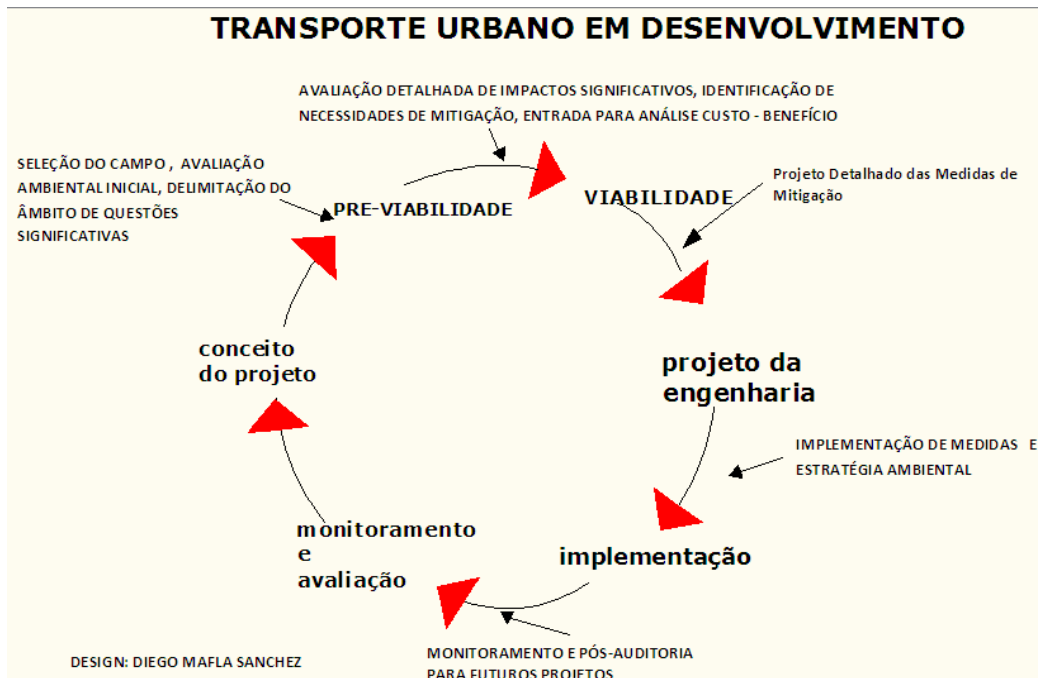 TRANSPORTE URBANO EM DESENVOLVIMENTO
AVALIAÇÃO DETALHADA DE IMPACTOS SIGNIFICATIVOS, IDENTIFICAÇÃO DE
NECESSIDADES DE MITIGAÇÃO, ENTRADA PARA ANÁLISE CUSTO - BENEFÍCIO
SELEÇÃO DO CAMPO , AVALIAÇÃO
AMBIENTAL INICIAL, DELIMITAÇÃO DO
ÂMBITO DE QUESTÕES
SIGNIFICATIVAS
PRE-VIABILIDADE
VIABILIDADE
Projeto Detalhado das Medidas de
Mitigação
conceito
do projeto
projeto da
engenharia
IMPLEMENTAÇÃO DE MEDIDAS E
ESTRATÉGIA AMBIENTAL
monitoramento
e
avaliação
implementação
MONITORAMENTO E PÓS-AUDITORIA
PARA FUTUROS PROJETOS
DESIGN: DIEGO MAFLA SANCHEZ